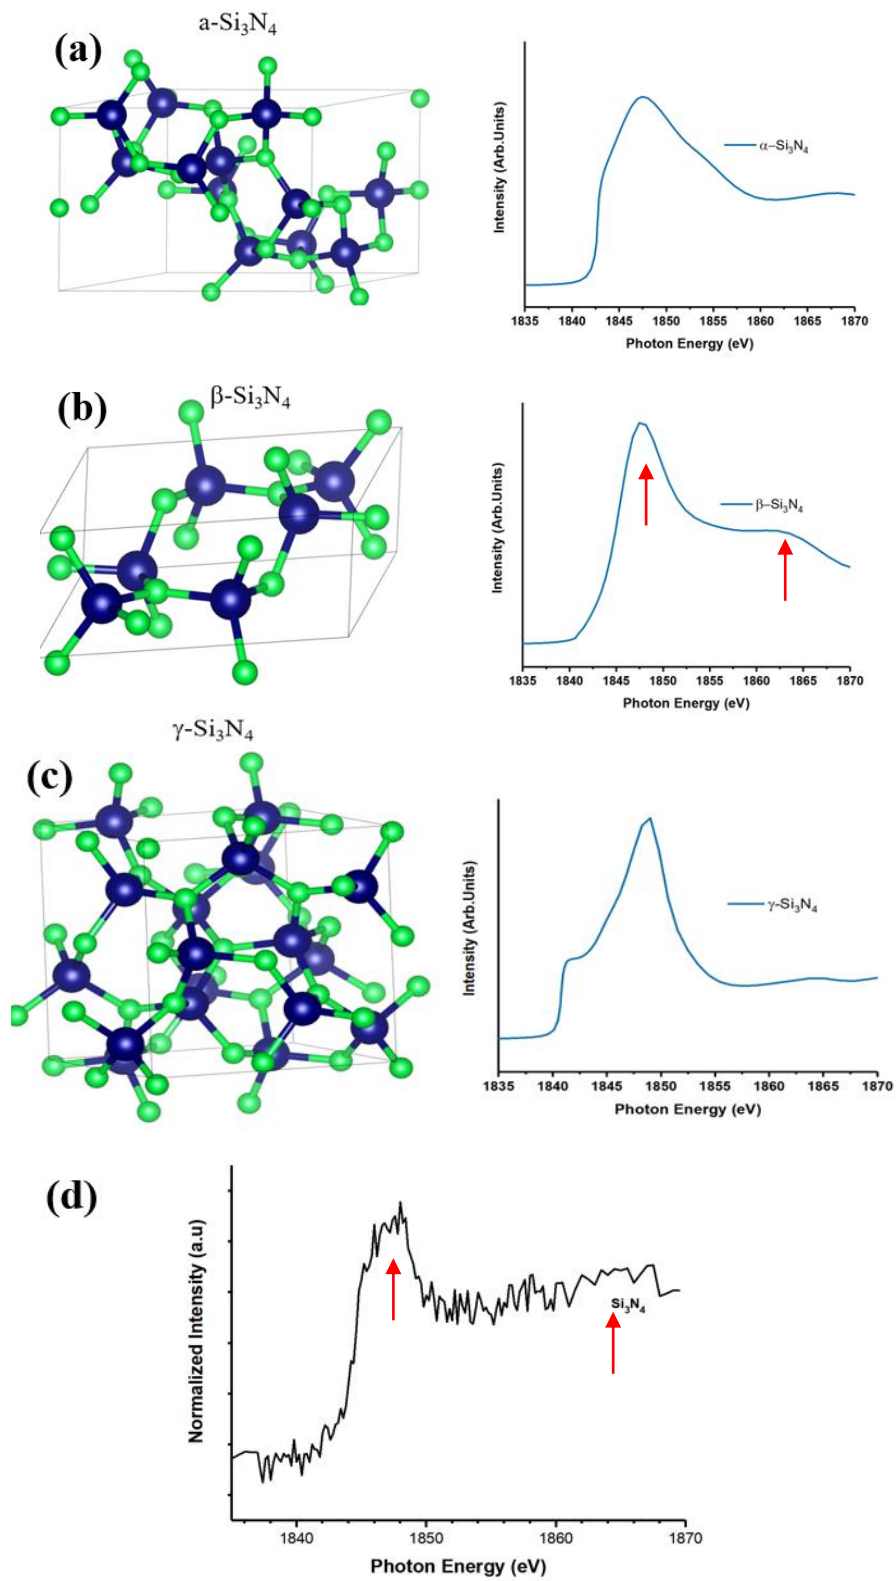 a-Si₃N₄
(a)
Intensity (Arb.Units)
α–Si₃N₄
1835 1840 1845 1850 1855 1860 1865 1870
Photon Energy (eV)
(b)
β-Si₃N₄
Intensity (Arb.Units)
β–Si₃N₄
1835 1840 1845 1850 1855 1860 1865 1870
Photon Energy (eV)
γ-Si₃N₄
(c)
Intensity (Arb.Units)
γ-Si₃N₄
1835 1840 1845 1850 1855 1860 1865 1870
Photon Energy (eV)
(d)
Normalized Intensity (a.u)
Si₃N₄
1840 1850 1860 1870
Photon Energy (eV)